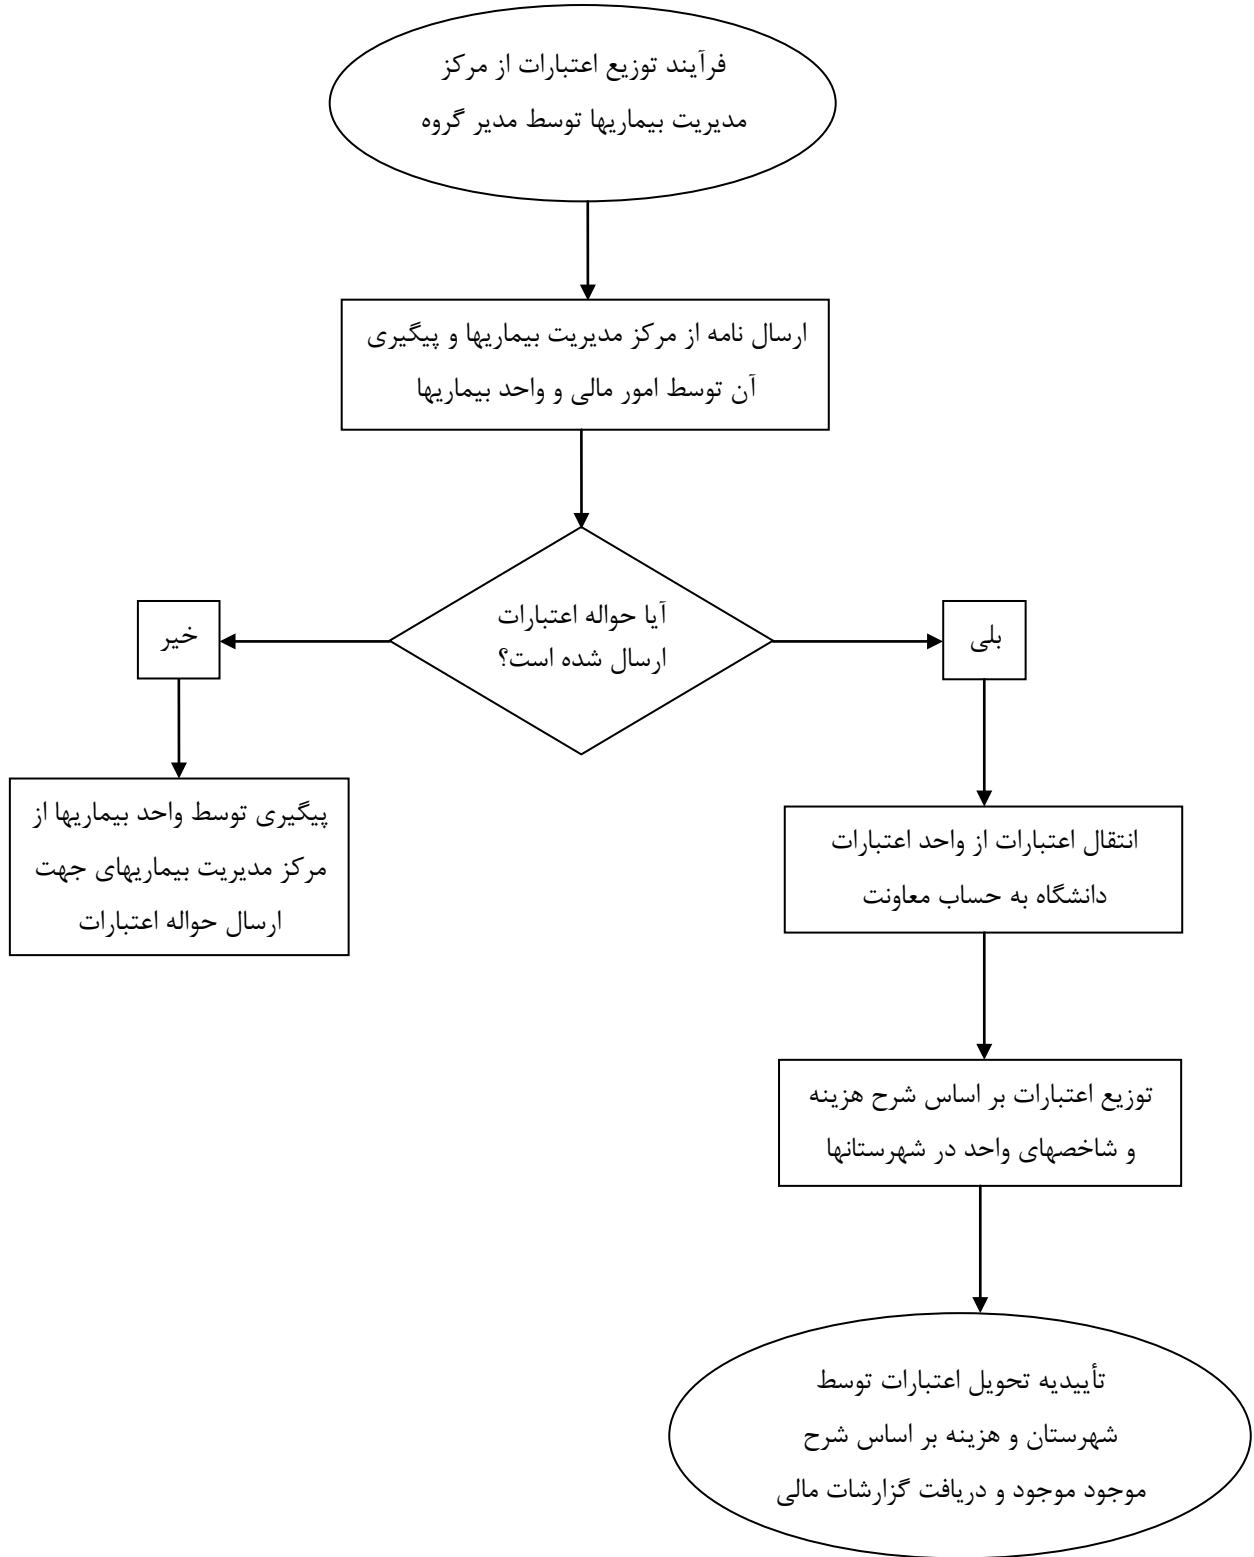 فرآیند توزیع اعتبارات از مرکز
مدیریت بیماریها توسط مدیر گروه
ارسال نامه از مرکز مدیریت بیماریها و پیگیری
آن توسط امور مالی و واحد بیماریها
آیا حواله اعتبارات
ارسال شده است؟
بلی
خیر
انتقال اعتبارات از واحد اعتبارات
دانشگاه به حساب معاونت
پیگیری توسط واحد بیماریها از
مرکز مدیریت بیماریهای جهت
ارسال حواله اعتبارات
توزیع اعتبارات بر اساس شرح هزینه
و شاخصهای واحد در شهرستانها
تأییدیه تحویل اعتبارات توسط
شهرستان و هزینه بر اساس شرح
موجود موجود و دریافت گزارشات مالی